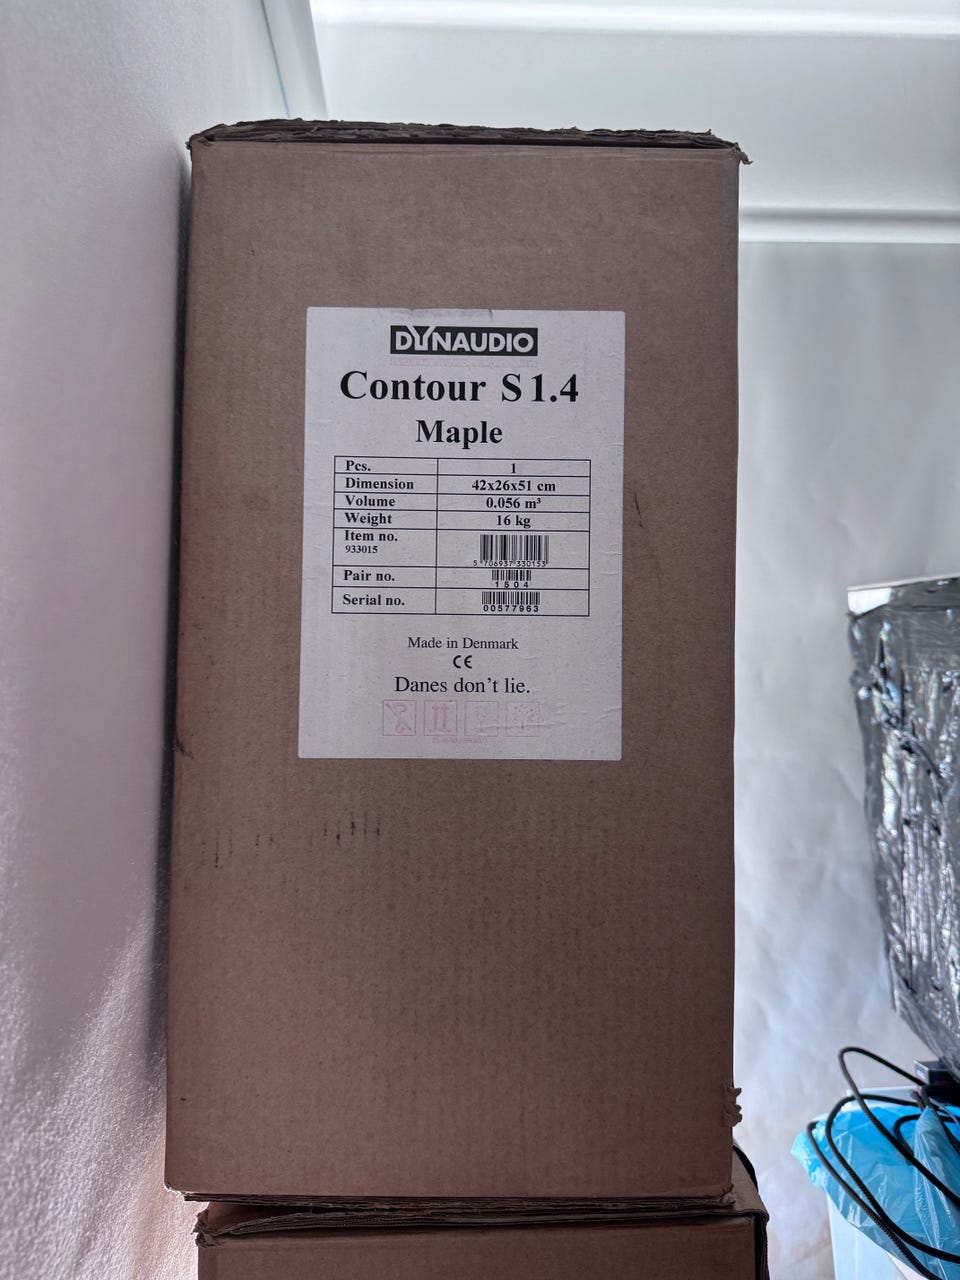 DYNAUDIO
Contour S 1.4
Maple
Pcs. 1
Dimension 42x26x51 cm
Volume 0.056 m³
Weight 16 kg
Item no.
933015
5 706937 330153
Pair no. 1504
Serial no. 00577963
Made in Denmark
CE
Danes don't lie.